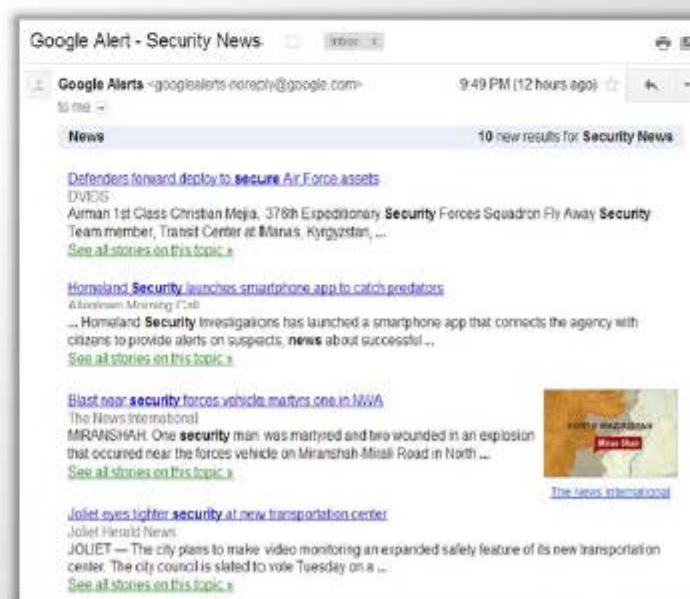 Google Alert - Security News
Inbox x
Google Alerts <googlealerts-noreply@google.com> 9:49 PM (12 hours ago)
to me
News 10 new results for Security News
Defenders forward deploy to secure Air Force assets
DVIDS
Airman 1st Class Christian Mejia, 376th Expeditionary Security Forces Squadron Fly Away Security
Team member, Transit Center at Manas, Kyrgyzstan, ...
See all stories on this topic »
Homeland Security launches smartphone app to catch predators
Allentown Morning Call
... Homeland Security Investigations has launched a smartphone app that connects the agency with
citizens to provide alerts on suspects, news about successful ...
See all stories on this topic »
Blast near security forces vehicle martyrs one in NWA
The News International
MIRANSHAH: One security man was martyred and two wounded in an explosion
that occurred near the forces vehicle on Miranshah-Mirali Road in North ...
See all stories on this topic »
NORTH WAZIRISTAN
Miran Shah
The News International
Joliet eyes tighter security at new transportation center
Joliet Herald News
JOLIET — The city plans to make video monitoring an expanded safety feature of its new transportation
center. The city council is slated to vote Tuesday on a ...
See all stories on this topic »